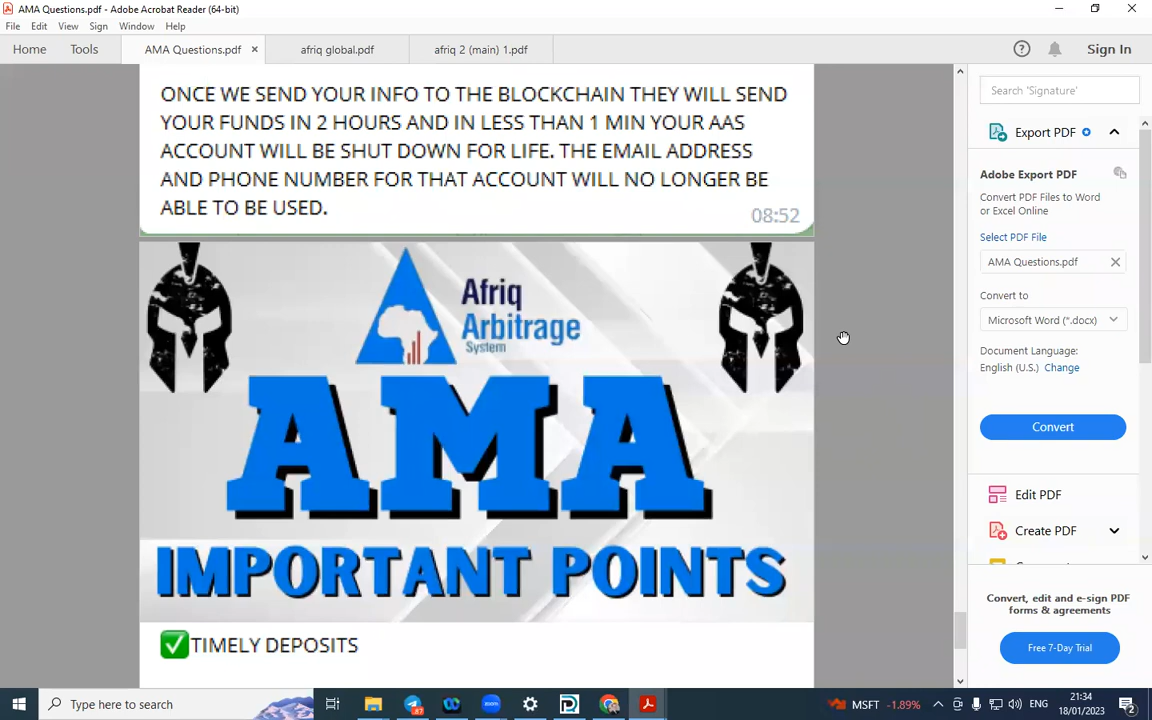 AMA Questions.pdf - Adobe Acrobat Reader (64-bit)
File Edit View Sign Window Help
Home Tools AMA Questions.pdf afriq global.pdf afriq 2 (main) 1.pdf Sign In
ONCE WE SEND YOUR INFO TO THE BLOCKCHAIN THEY WILL SEND
YOUR FUNDS IN 2 HOURS AND IN LESS THAN 1 MIN YOUR AAS
ACCOUNT WILL BE SHUT DOWN FOR LIFE. THE EMAIL ADDRESS
AND PHONE NUMBER FOR THAT ACCOUNT WILL NO LONGER BE
ABLE TO BE USED.
08:52
Afriq
Arbitrage
System
AMA
IMPORTANT POINTS
✅TIMELY DEPOSITS
Search 'Signature'
Export PDF
Adobe Export PDF
Convert PDF Files to Word
or Excel Online
Select PDF File
AMA Questions.pdf
Convert to
Microsoft Word (*.docx)
Document Language:
English (U.S.) Change
Convert
Edit PDF
Create PDF
Convert, edit and e-sign PDF
forms & agreements
Free 7-Day Trial
Type here to search
MSFT -1.89%
ENG
21:34
18/01/2023
2